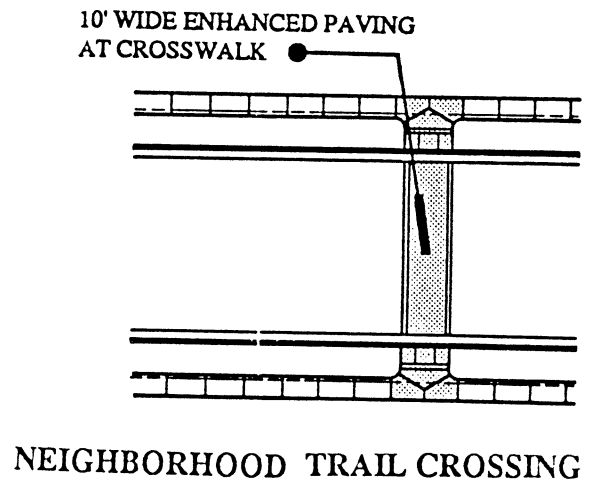 10' WIDE ENHANCED PAVING
AT CROSSWALK
NEIGHBORHOOD TRAIL CROSSING